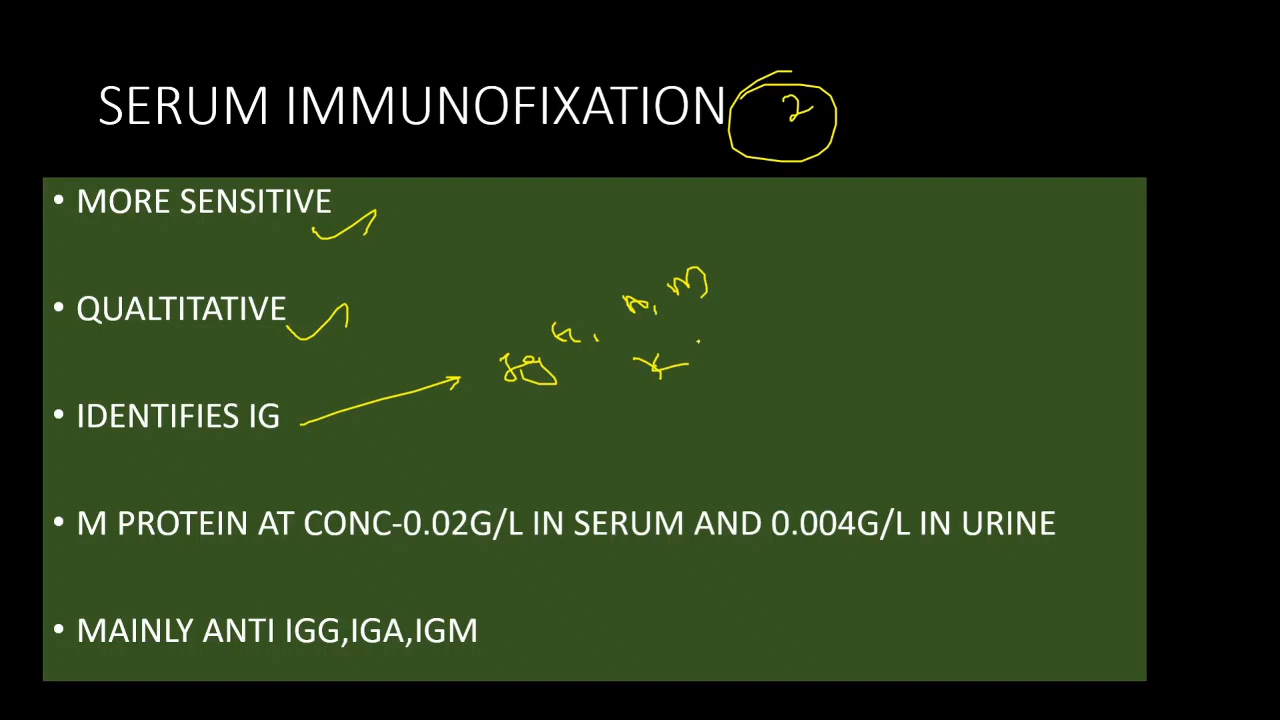 SERUM IMMUNOFIXATION 2
• MORE SENSITIVE
• QUALTITATIVE
Ig G, A, M
• IDENTIFIES IG
• M PROTEIN AT CONC-0.02G/L IN SERUM AND 0.004G/L IN URINE
• MAINLY ANTI IGG,IGA,IGM